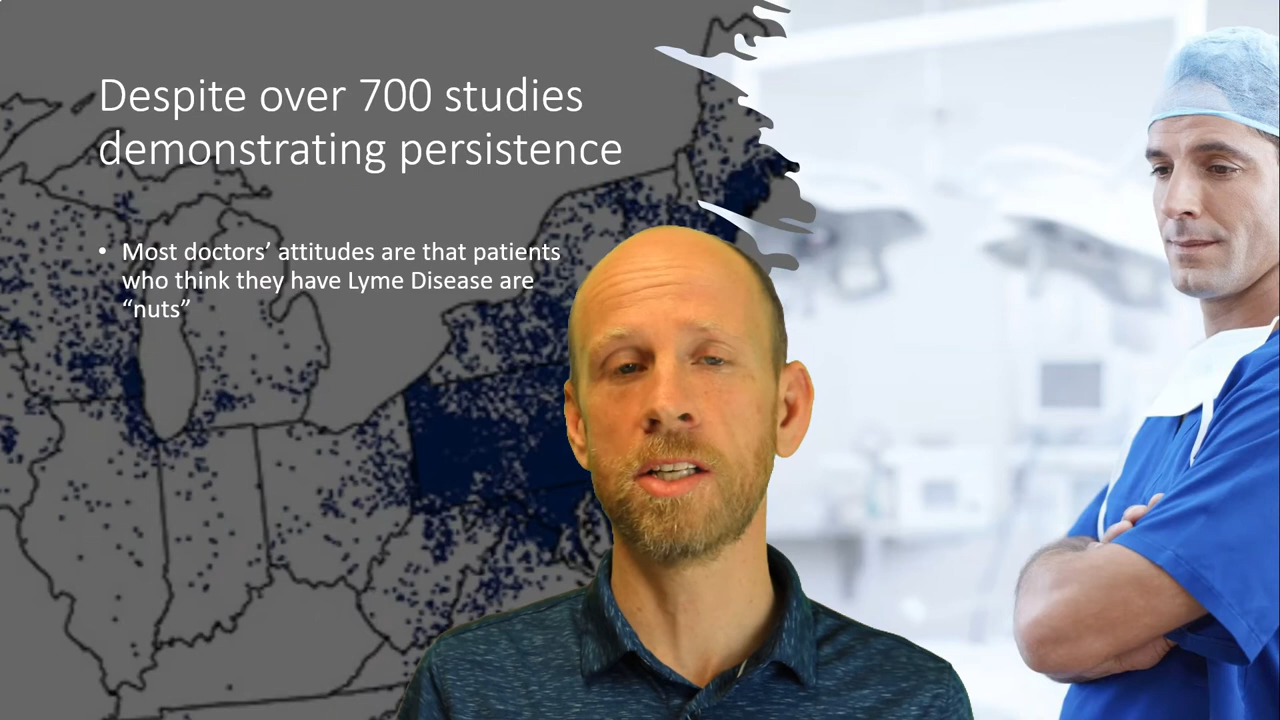 Despite over 700 studies
demonstrating persistence
• Most doctors’ attitudes are that patients
who think they have Lyme Disease are
“nuts”